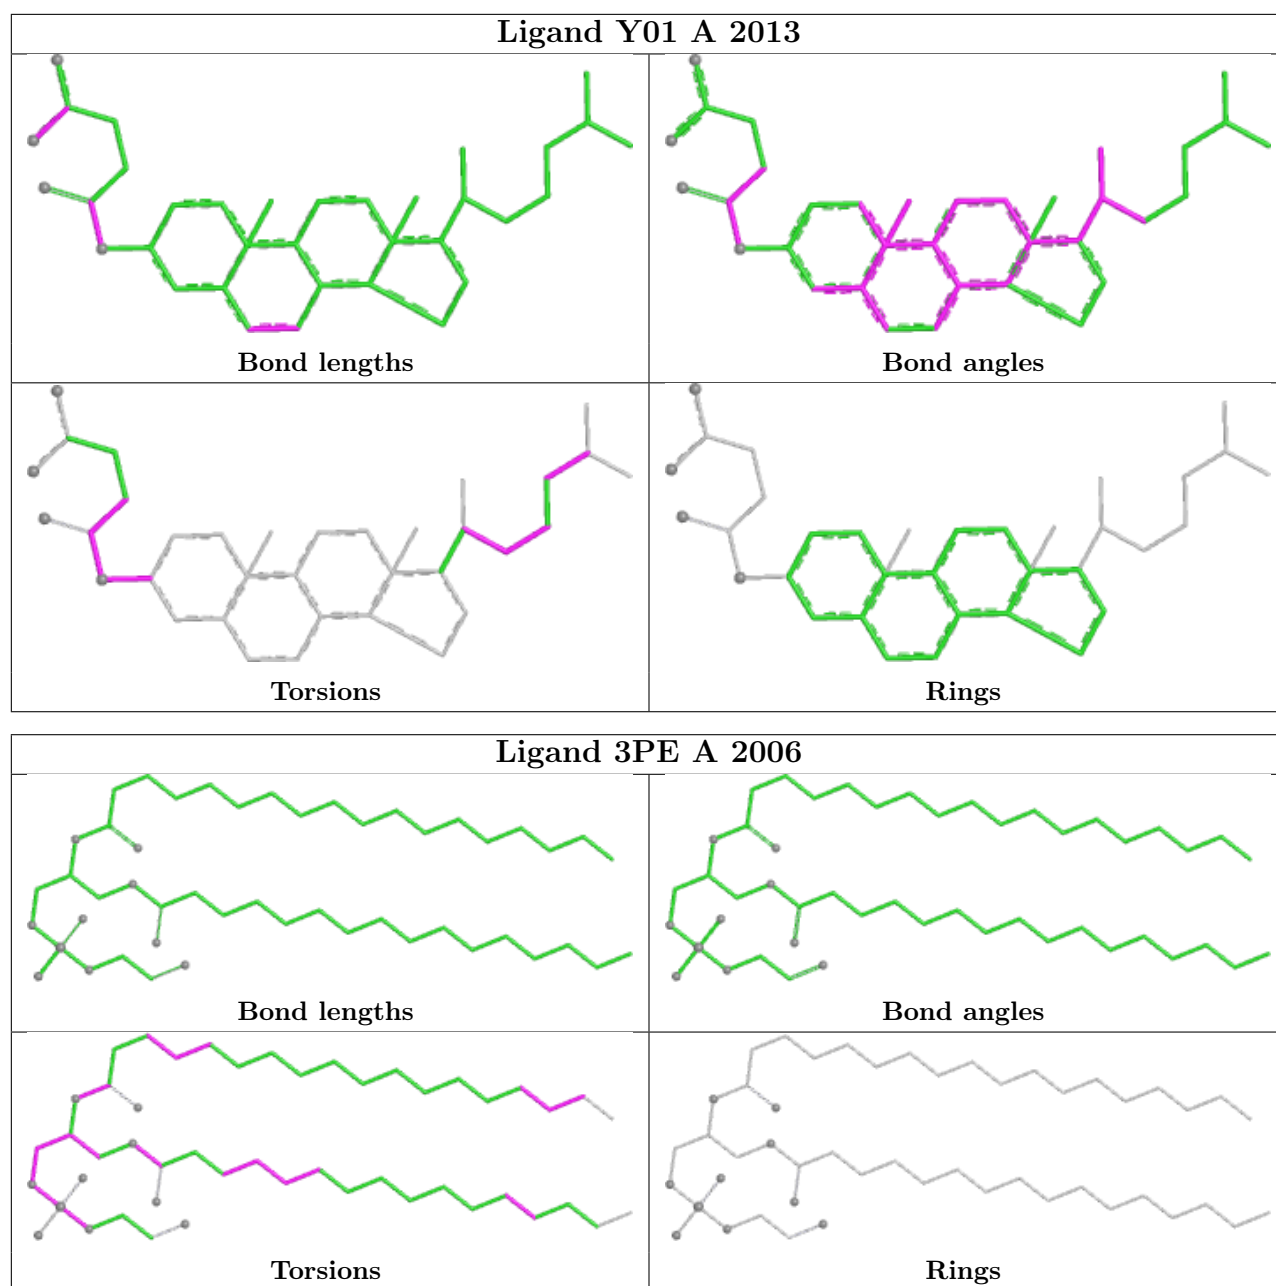 Ligand Y01 A 2013
Bond lengths
Bond angles
Torsions
Rings
Ligand 3PE A 2006
Bond lengths
Bond angles
Torsions
Rings